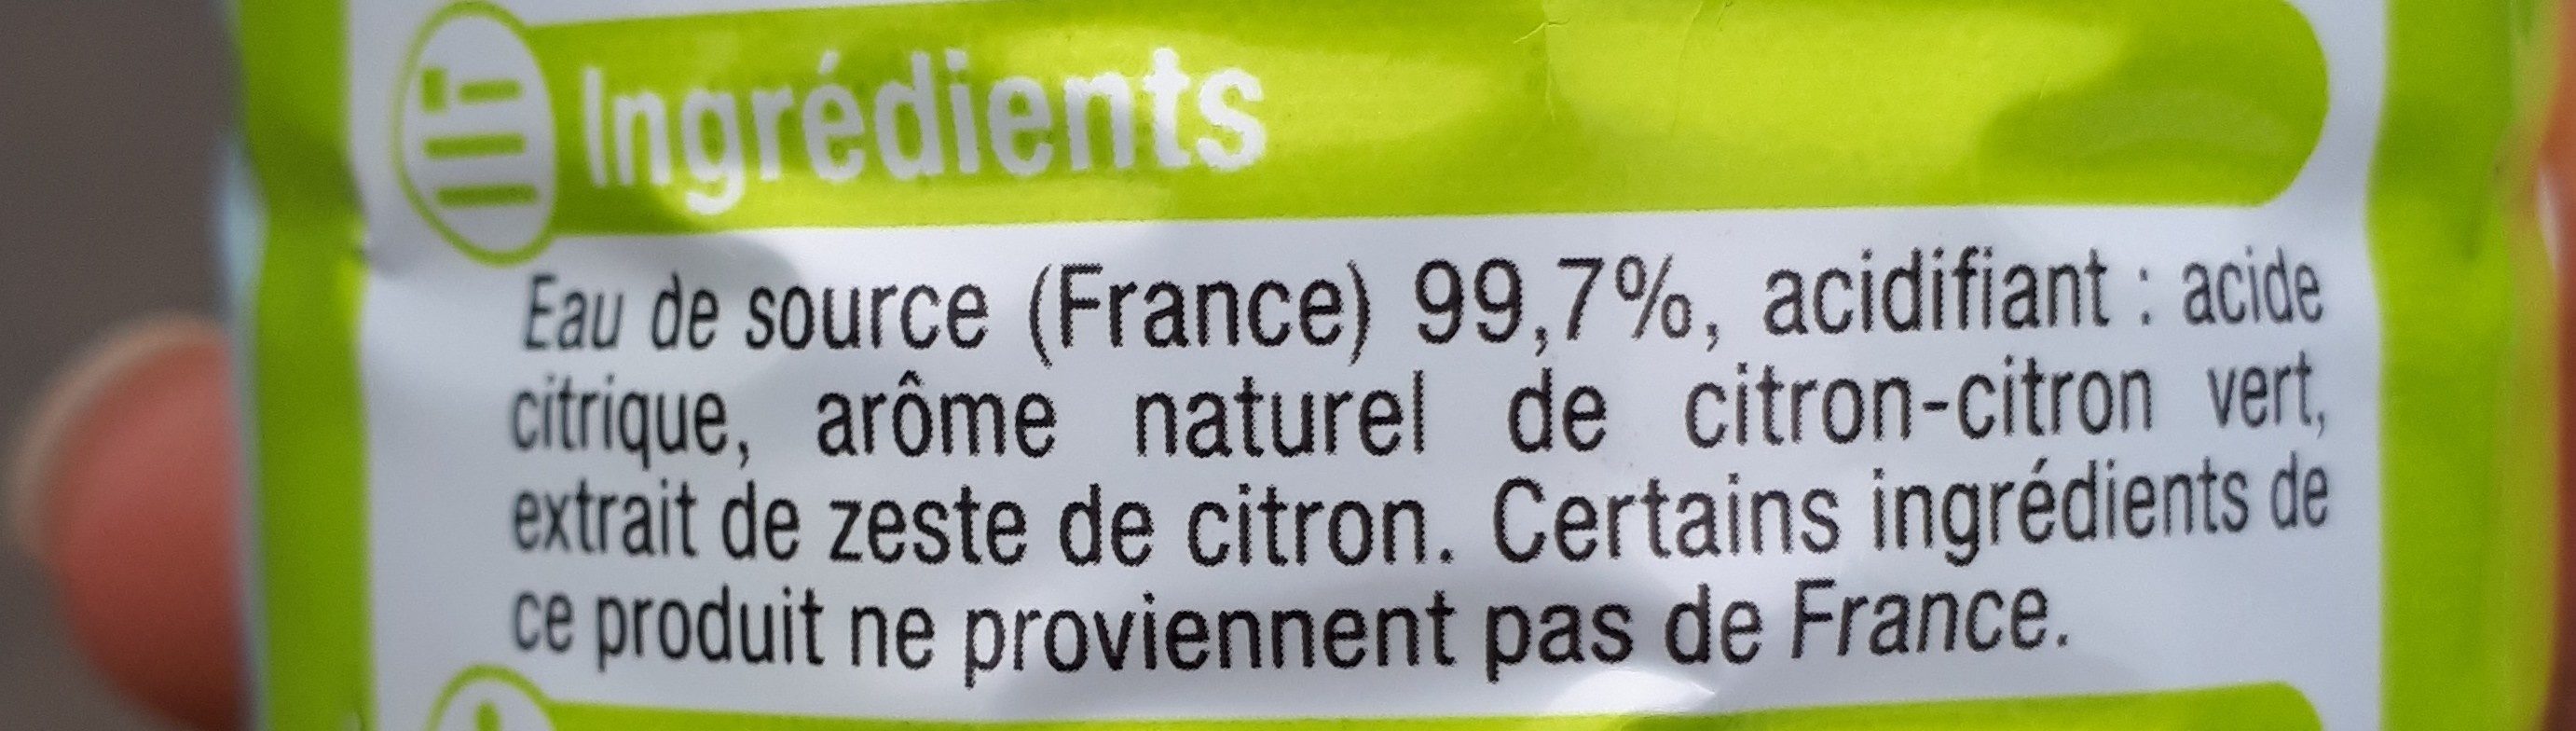 Ingrédients
Eau de source (France) 99,7%, acidifiant : acide
citrique, arôme naturel de citron-citron vert,
extrait de zeste de citron. Certains ingrédients de
ce produit ne proviennent pas de France.